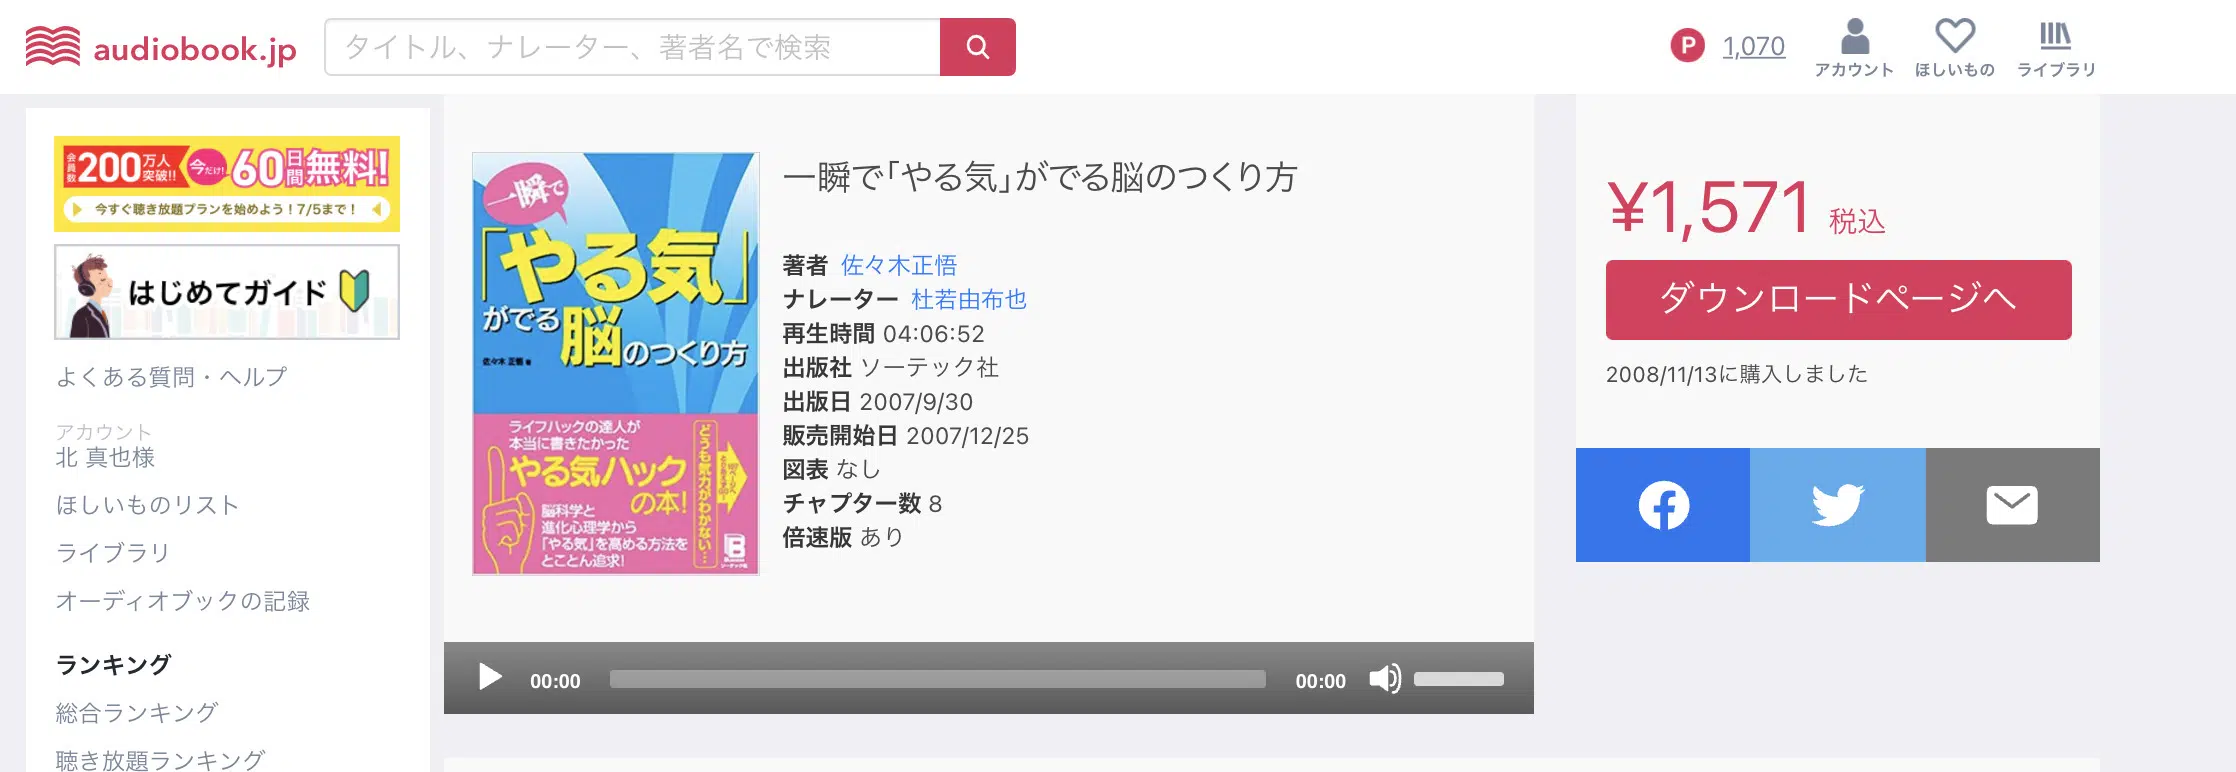 audiobook.jp
タイトル、ナレーター、著者名で検索
P 1,070
アカウント
ほしいもの
ライブラリ
会員数200万人突破!! 今だけ! 60日間無料!
今すぐ聴き放題プランを始めよう！7/5まで！
はじめてガイド
よくある質問・ヘルプ
アカウント
北 真也様
ほしいものリスト
ライブラリ
オーディオブックの記録
ランキング
総合ランキング
聴き放題ランキング
一瞬で
「やる気」
がでる脳のつくり方
佐々木 正悟 著
ライフハックの達人が
本当に書きたかった
やる気ハック
の本!
脳科学と
進化心理学から
「やる気」を高める方法を
とことん追求!
どうも気力がわかない…
B
ソーテック社
一瞬で「やる気」がでる脳のつくり方
著者 佐々木正悟
ナレーター 杜若由布也
再生時間 04:06:52
出版社 ソーテック社
出版日 2007/9/30
販売開始日 2007/12/25
図表 なし
チャプター数 8
倍速版 あり
00:00
00:00
¥1,571 税込
ダウンロードページへ
2008/11/13に購入しました